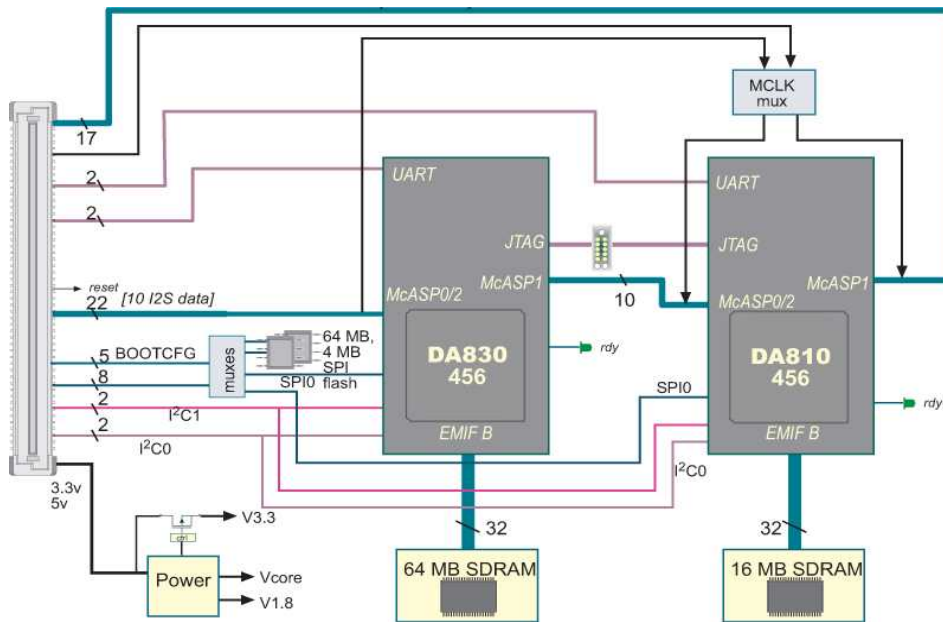 MCLK
mux
17
2
UART
UART
2
JTAG
JTAG
McASP1
McASP1
reset
22 [10 I2S data]
10
McASP0/2
McASP0/2
64 MB,
4 MB
SPI
flash
5 BOOTCFG
muxes
SPI0
DA830
456
rdy
DA810
456
8
SPI0
rdy
2
I²C1
2
I²C0
EMIF B
EMIF B
I²C0
3.3v
5v
V3.3
ctrl
32
32
Power
Vcore
V1.8
64 MB SDRAM
16 MB SDRAM